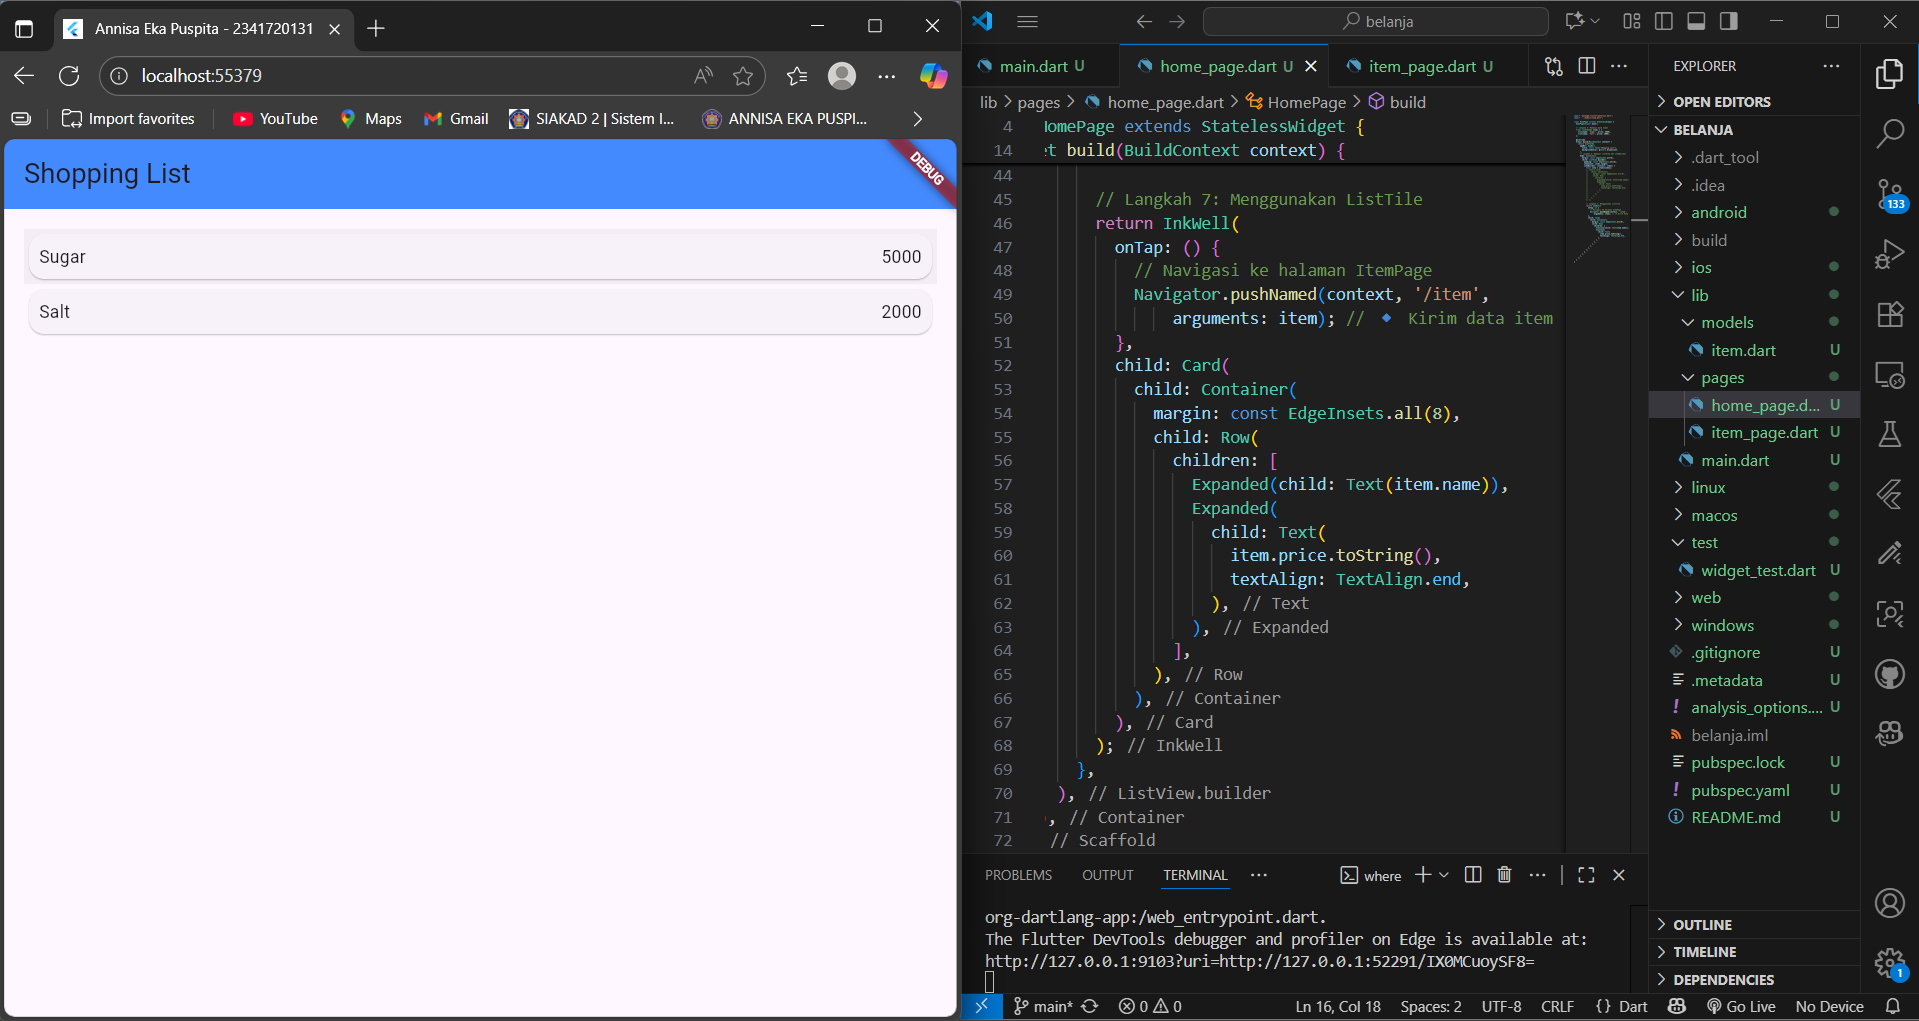 Annisa Eka Puspita - 2341720131
localhost:55379
Import favorites
YouTube
Maps
Gmail
SIAKAD 2 | Sistem I...
ANNISA EKA PUSPI...
Shopping List
DEBUG
Sugar 5000
Salt 2000
belanja
main.dart U
home_page.dart U
item_page.dart U
lib > pages > home_page.dart > HomePage > build
4 HomePage extends StatelessWidget {
14 t build(BuildContext context) {
44
45 // Langkah 7: Menggunakan ListTile
46 return InkWell(
47 onTap: () {
48 // Navigasi ke halaman ItemPage
49 Navigator.pushNamed(context, '/item',
50 arguments: item); // 🔹 Kirim data item
51 },
52 child: Card(
53 child: Container(
54 margin: const EdgeInsets.all(8),
55 child: Row(
56 children: [
57 Expanded(child: Text(item.name)),
58 Expanded(
59 child: Text(
60 item.price.toString(),
61 textAlign: TextAlign.end,
62 ), // Text
63 ), // Expanded
64 ],
65 ), // Row
66 ), // Container
67 ), // Card
68 ); // InkWell
69 },
70 ), // ListView.builder
71 , // Container
72 // Scaffold
PROBLEMS OUTPUT TERMINAL
where
org-dartlang-app:/web_entrypoint.dart.
The Flutter DevTools debugger and profiler on Edge is available at:
http://127.0.0.1:9103?uri=http://127.0.0.1:52291/IX0MCuoySF8=
EXPLORER
OPEN EDITORS
BELANJA
.dart_tool
.idea
android
build
ios
lib
models
item.dart U
pages
home_page.d... U
item_page.dart U
main.dart U
linux
macos
test
widget_test.dart U
web
windows
.gitignore U
.metadata U
analysis_options.... U
belanja.iml
pubspec.lock U
pubspec.yaml U
README.md U
OUTLINE
TIMELINE
DEPENDENCIES
133
1
main* 0 0 Ln 16, Col 18 Spaces: 2 UTF-8 CRLF {} Dart Go Live No Device